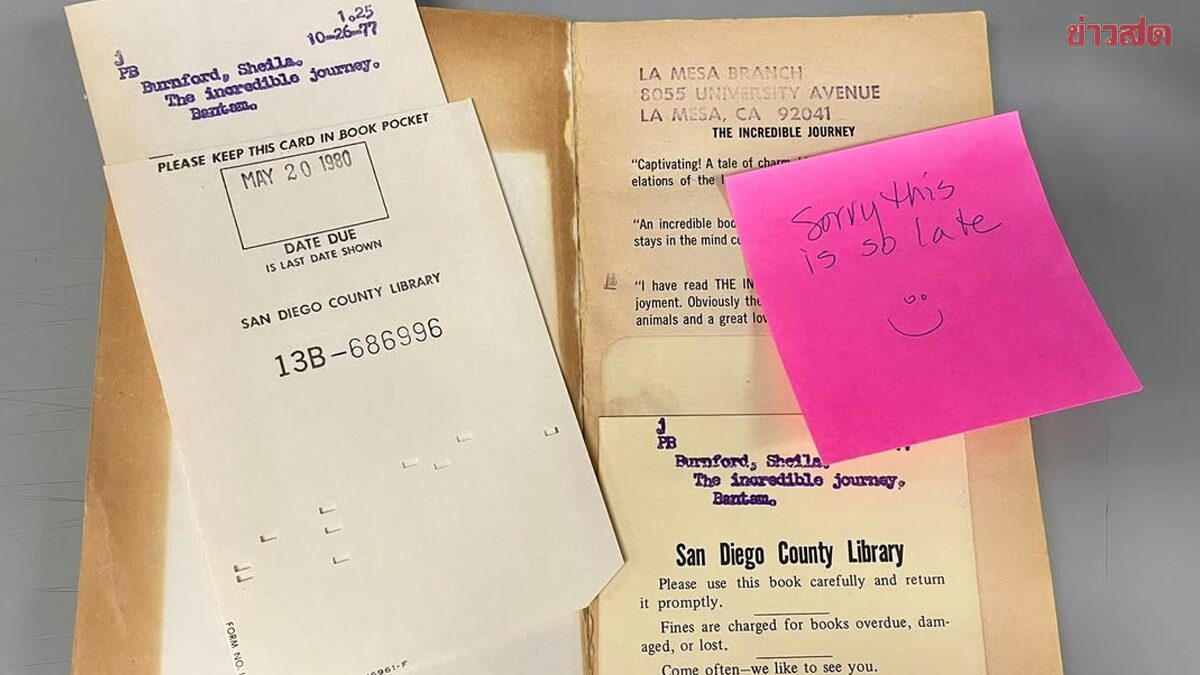 ข่าวสด
1.25
10-26-77
j
PB
Burnford, Sheila.
The incredible journey.
Bantam.
PLEASE KEEP THIS CARD IN BOOK POCKET
MAY 20 1980
DATE DUE
IS LAST DATE SHOWN
SAN DIEGO COUNTY LIBRARY
13B-686996
FORM NO.
LA MESA BRANCH
8055 UNIVERSITY AVENUE
LA MESA, CA 92041
THE INCREDIBLE JOURNEY
"Captivating! A tale of
elations of the
"An incredible
stays in the mind
"I have read THE
joyment. Obviously
animals and a great
Sorry this
is so late
j
PB
Burnford, Sheila.
The incredible journey.
Bantam.
San Diego County Library
Please use this book carefully and return
it promptly.
Fines are charged for books overdue, dam-
aged, or lost.
Come often—we like to see you.